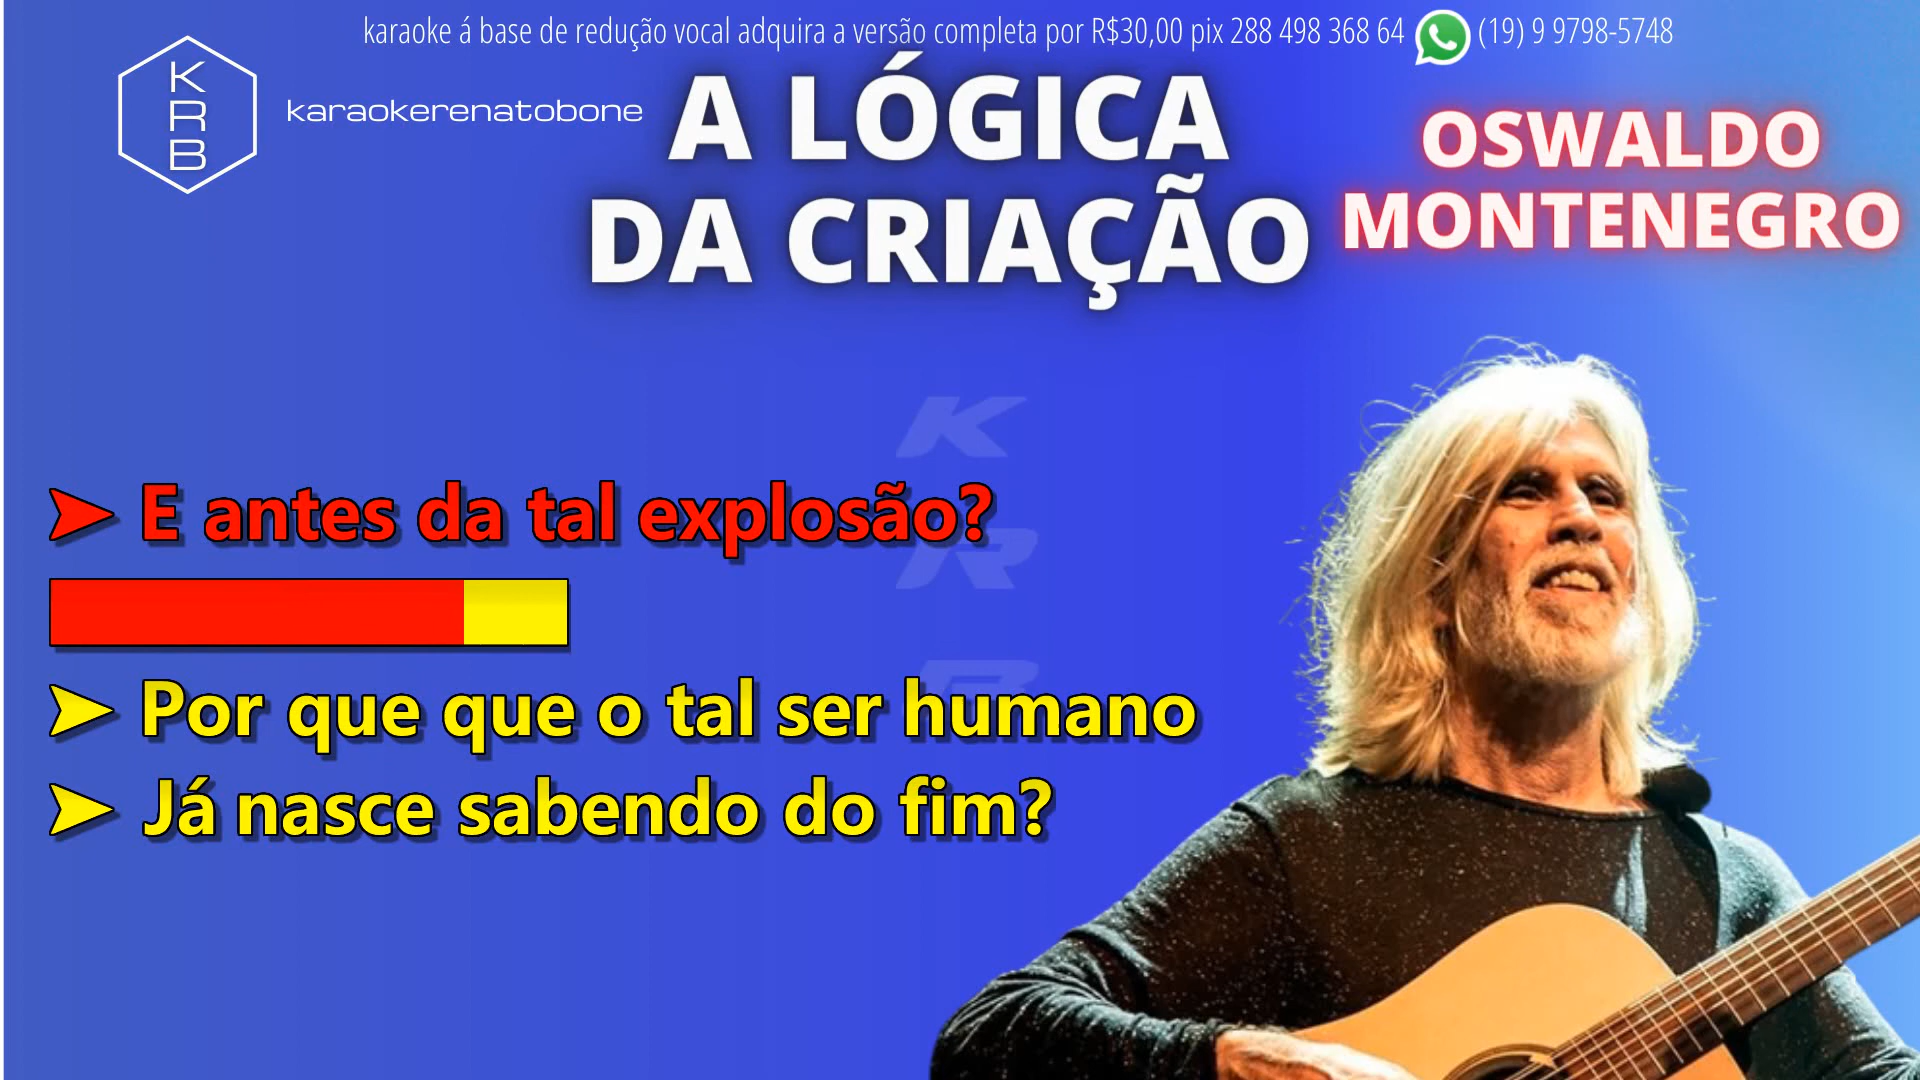 karaoke á base de redução vocal adquira a versão completa por R$30,00 pix 288 498 368 64 (19) 9 9798-5748
K
R
B
karaokerenatobone
A LÓGICA
DA CRIAÇÃO
OSWALDO
MONTENEGRO
K
R
B
➤ E antes da tal explosão?
➤ Por que que o tal ser humano
➤ Já nasce sabendo do fim?